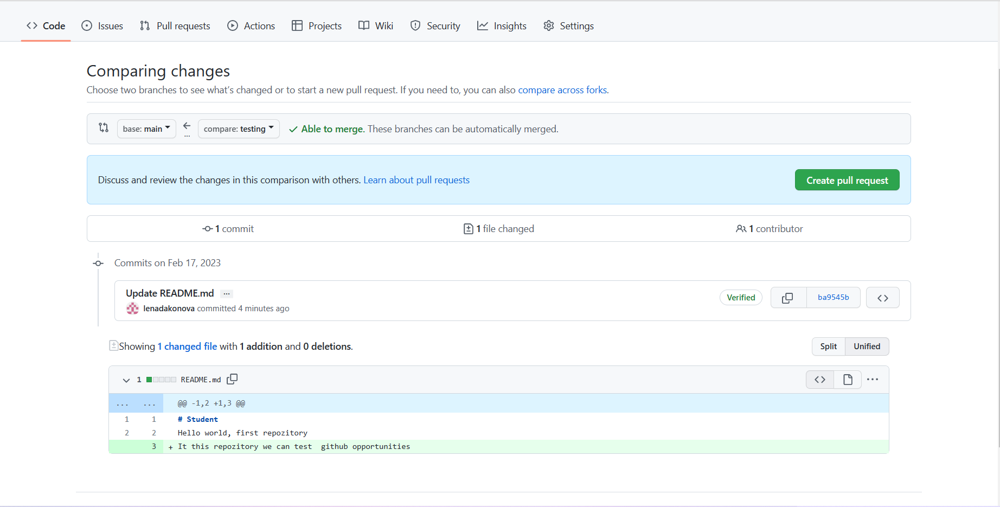 Code Issues Pull requests Actions Projects Wiki Security Insights Settings
Comparing changes
Choose two branches to see what's changed or to start a new pull request. If you need to, you can also compare across forks.
base: main ... compare: testing Able to merge. These branches can be automatically merged.
Discuss and review the changes in this comparison with others. Learn about pull requests Create pull request
1 commit 1 file changed 1 contributor
Commits on Feb 17, 2023
Update README.md ... Verified ba9545b
lenadakonova committed 4 minutes ago
Showing 1 changed file with 1 addition and 0 deletions. Split Unified
1 README.md
... ... @@ -1,2 +1,3 @@
1 1 # Student
2 2 Hello world, first repozitory
3 + It this repozitory we can test  github opportunities